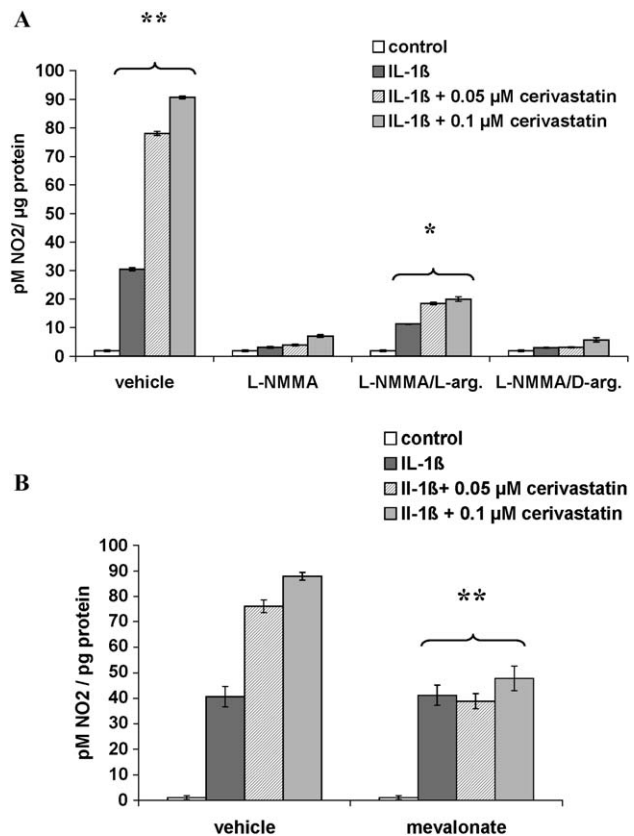 A
**
control
IL-1ß
IL-1ß + 0.05 µM cerivastatin
IL-1ß + 0.1 µM cerivastatin
pM NO2/ µg protein
100
90
80
70
60
50
40
30
20
10
0
*
vehicle L-NMMA L-NMMA/L-arg. L-NMMA/D-arg.
B
control
IL-1ß
Il-1ß+ 0.05 µM cerivastatin
Il-1ß + 0.1 µM cerivastatin
pM NO2 / pg protein
100
90
80
70
60
50
40
30
20
10
0
**
vehicle mevalonate